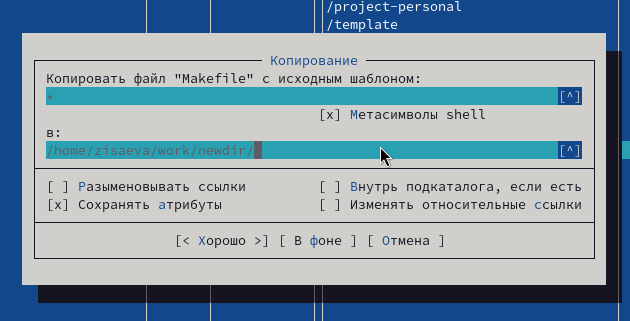 /project-personal
/template
Копирование
Копировать файл "Makefile" с исходным шаблоном:
* [^]
[x] Метасимволы shell
в:
/home/zisaeva/work/newdir/ [^]
[ ] Разыменовывать ссылки [ ] Внутрь подкаталога, если есть
[x] Сохранять атрибуты [ ] Изменять относительные ссылки
[< Хорошо >] [ В фоне ] [ Отмена ]